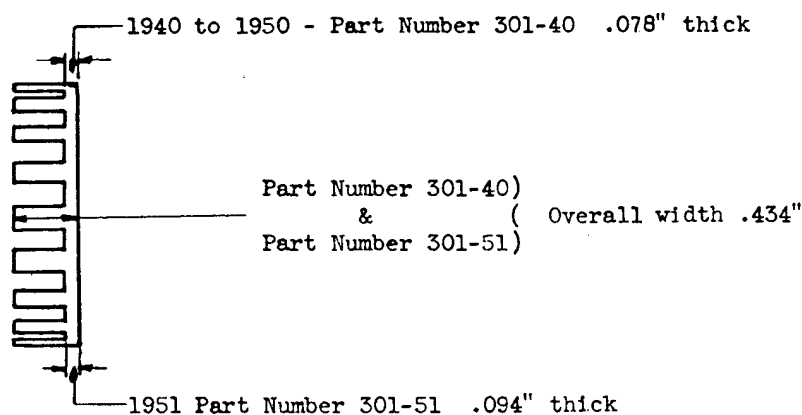 1940 to 1950 - Part Number 301-40 .078" thick
Part Number 301-40)
& ( Overall width .434"
Part Number 301-51)
1951 Part Number 301-51 .094" thick